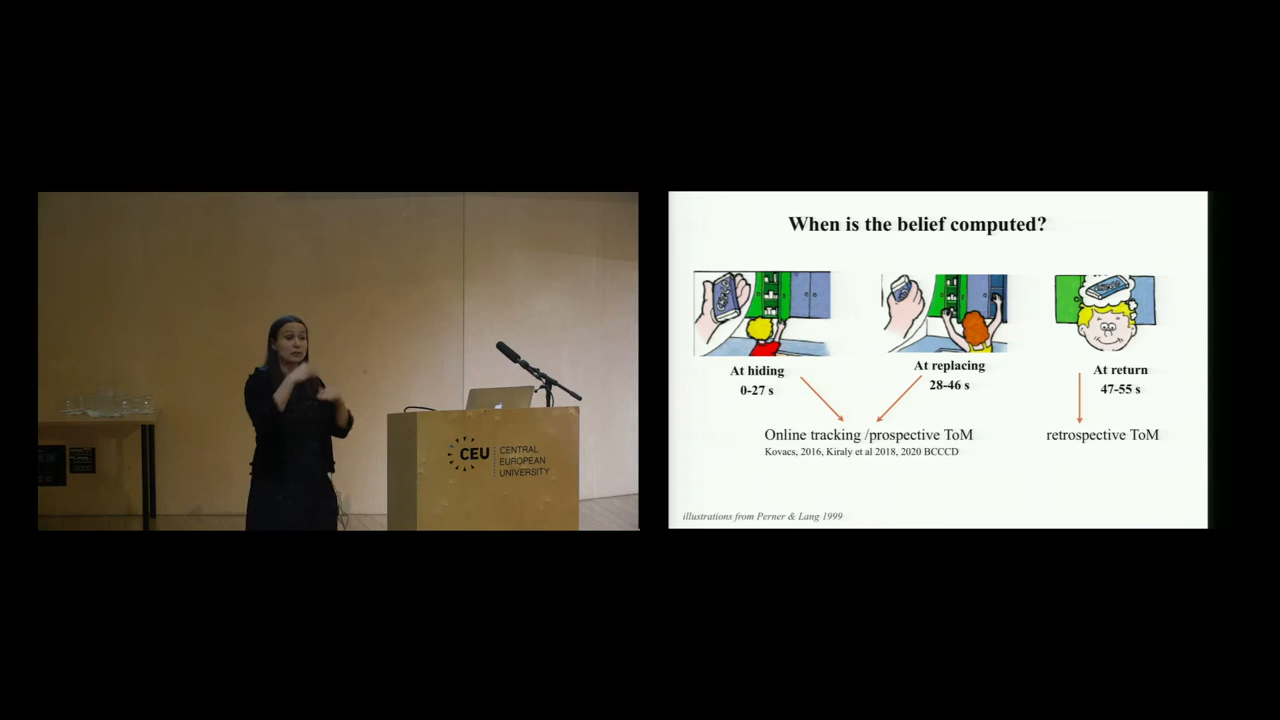 CEU
CENTRAL
EUROPEAN
UNIVERSITY
When is the belief computed?
At hiding
0-27 s
At replacing
28-46 s
At return
47-55 s
Online tracking /prospective ToM
Kovacs, 2016, Kiraly et al 2018, 2020 BCCCD
retrospective ToM
illustrations from Perner & Lang 1999